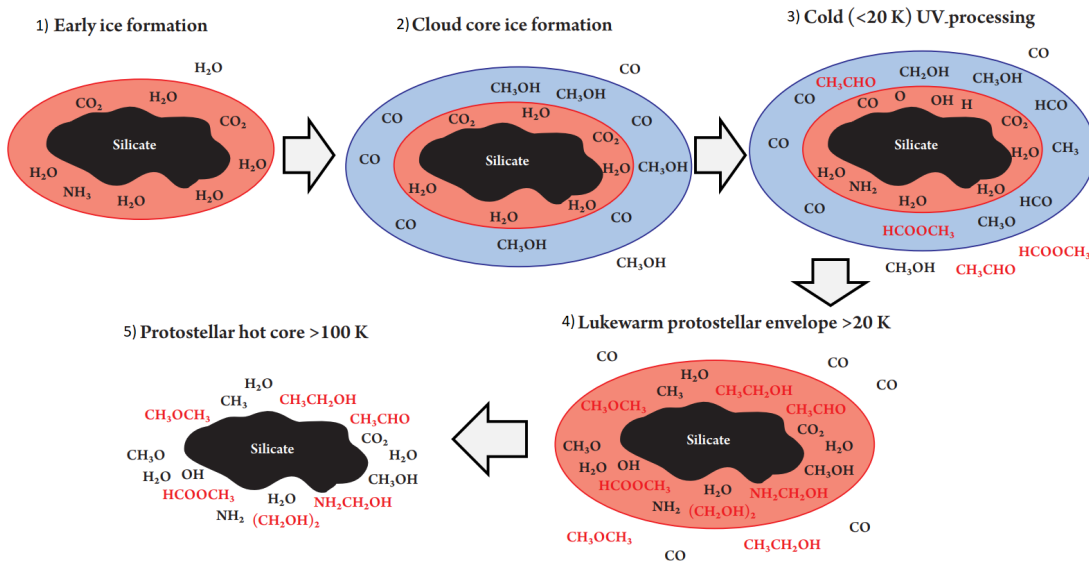 1) Early ice formation
H₂O
CO₂
H₂O
CO₂
Silicate
H₂O
H₂O
NH₃
H₂O
H₂O
2) Cloud core ice formation
CO
CH₃OH
CH₃OH
CO
CO₂
H₂O
CO
CO₂
Silicate
CO
H₂O
CH₃OH
H₂O
H₂O
CO
H₂O
CO
CH₃OH
CH₃OH
3) Cold (<20 K) UV-processing
CO
CH₃CHO
CH₂OH
CH₃OH
CO
CO
O
OH
H
HCO
CO₂
CO
Silicate
H₂O
CH₃
H₂O
NH₂
H₂O
CO
H₂O
HCO
CH₃O
HCOOCH₃
HCOOCH₃
CH₃OH
CH₃CHO
4) Lukewarm protostellar envelope >20 K
CO
CO
H₂O
CO
CH₃
CH₃CH₂OH
CH₃OCH₃
CH₃CHO
CO₂
CH₃O
Silicate
H₂O
H₂O
OH
CH₃OH
HCOOCH₃
H₂O
NH₂CH₂OH
NH₂
(CH₂OH)₂
CO
CH₃OCH₃
CH₃CH₂OH
CO
5) Protostellar hot core >100 K
H₂O
CH₃
CH₃CH₂OH
CH₃OCH₃
CH₃CHO
CO₂
CH₃O
Silicate
H₂O
H₂O
OH
CH₃OH
HCOOCH₃
H₂O
NH₂CH₂OH
NH₂
(CH₂OH)₂